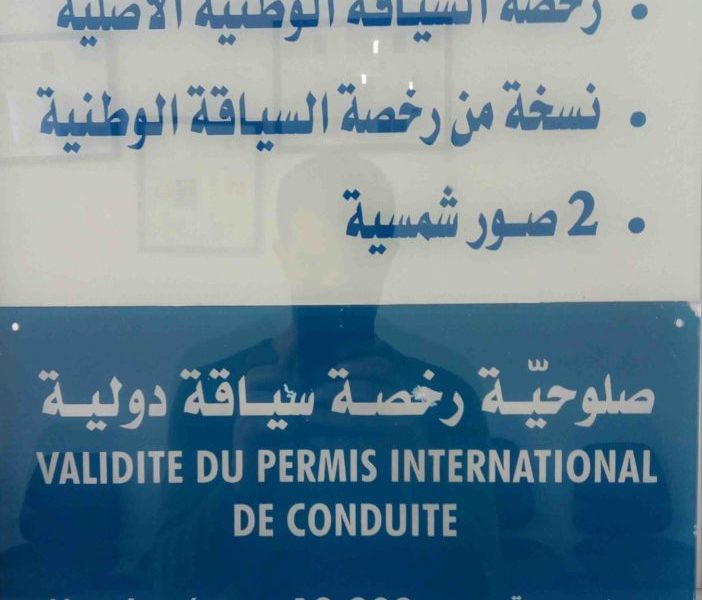 • رخصة السياقة الوطنية الأصلية
• نسخة من رخصة السياقة الوطنية
• 2 صور شمسية
صلوحيّة رخصة سياقة دولية
VALIDITE DU PERMIS INTERNATIONAL
DE CONDUITE